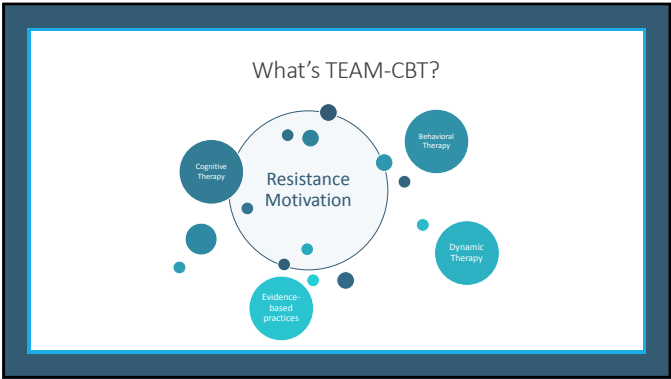 What's TEAM-CBT?
Behavioral
Therapy
Cognitive
Therapy
Resistance
Motivation
Dynamic
Therapy
Evidence-
based
practices